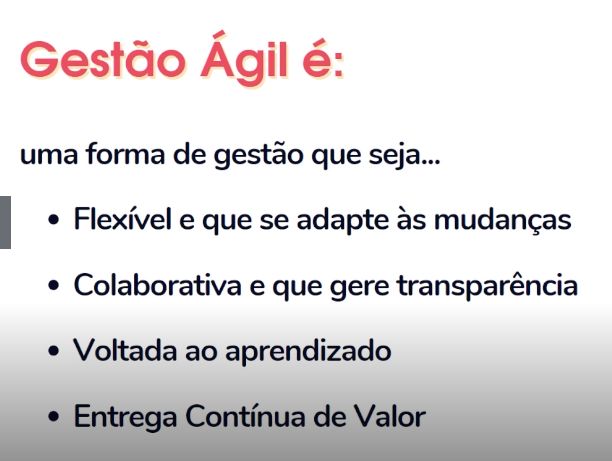 Gestão Ágil é:
uma forma de gestão que seja...
• Flexível e que se adapte às mudanças
• Colaborativa e que gere transparência
• Voltada ao aprendizado
• Entrega Contínua de Valor